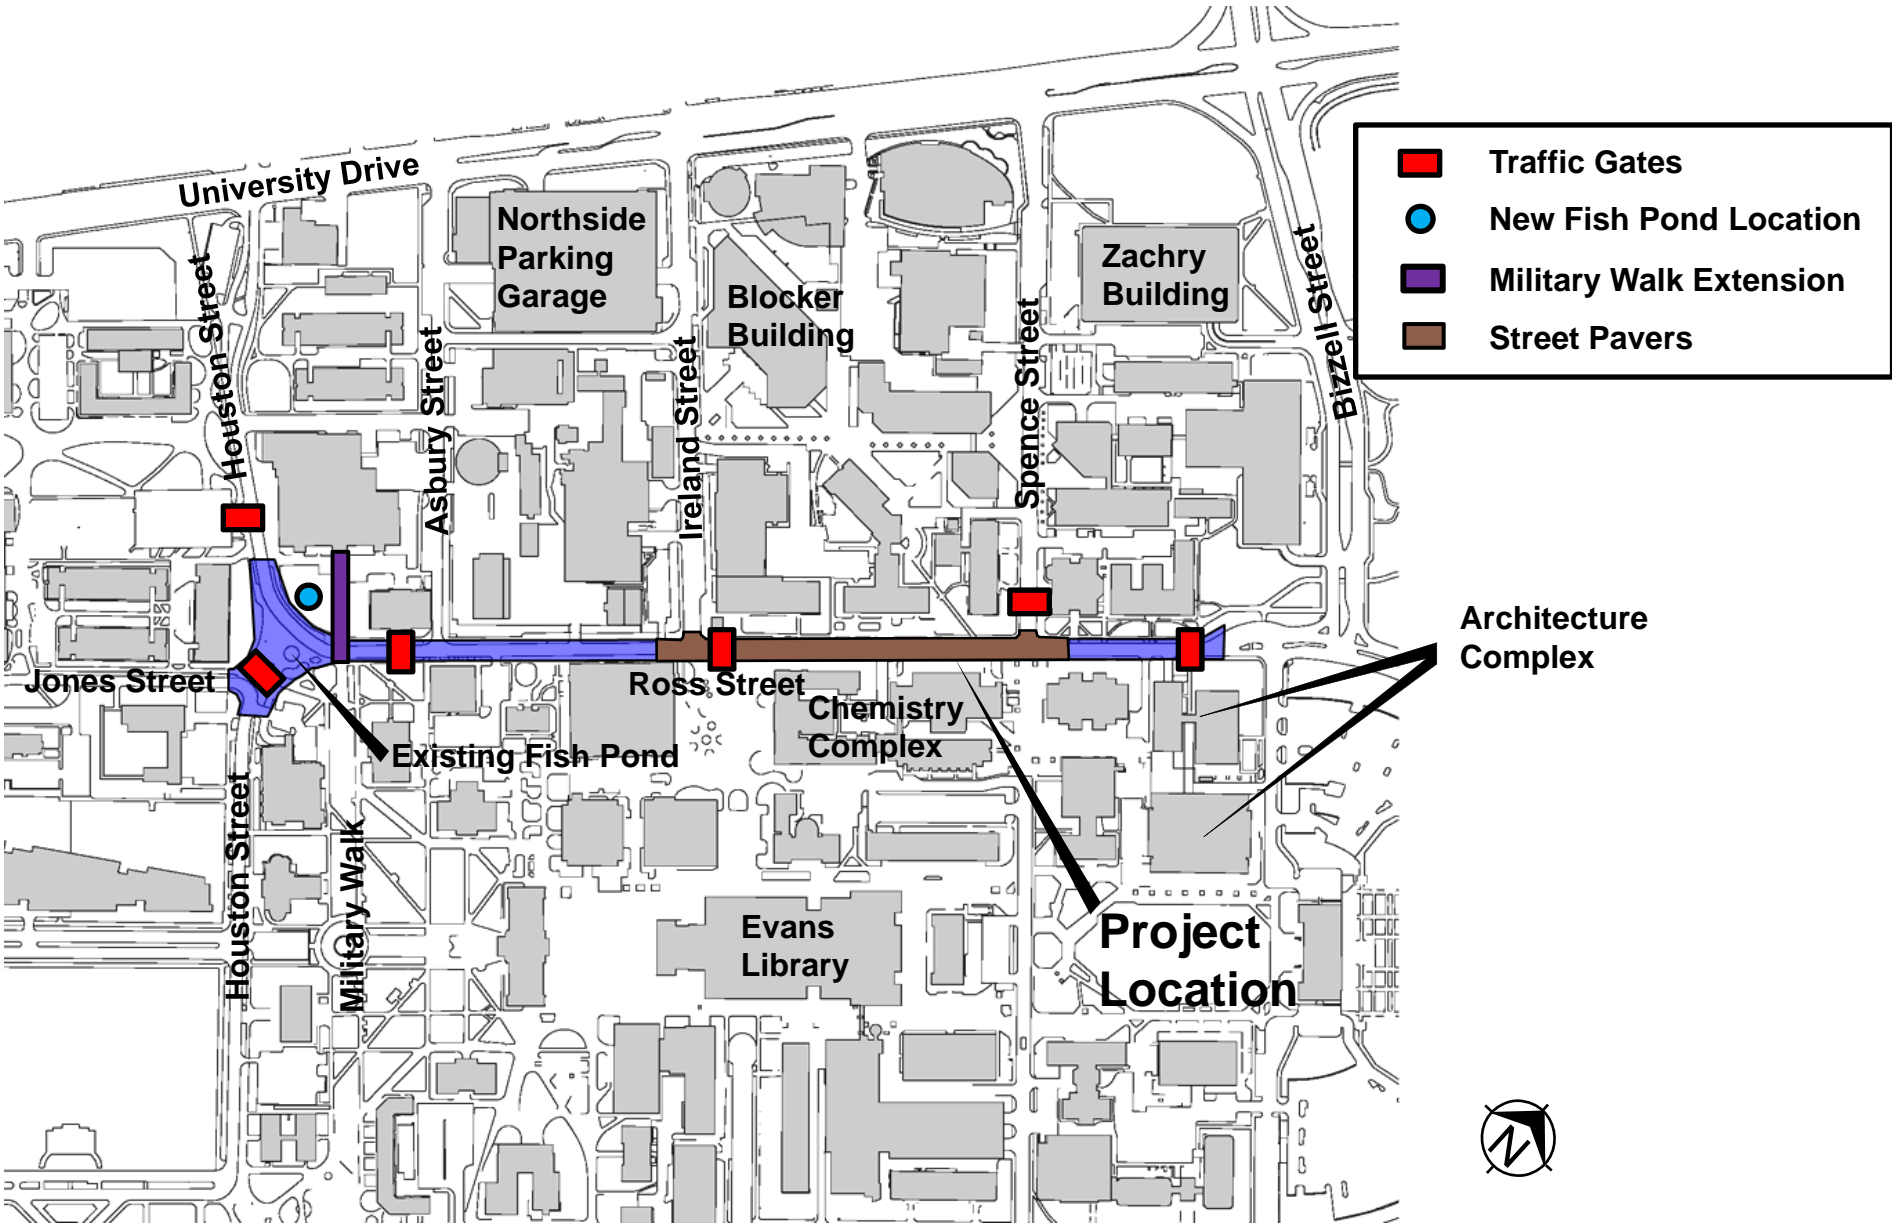 University Drive
Traffic Gates
New Fish Pond Location
Military Walk Extension
Street Pavers
Northside
Parking
Garage
Zachry
Building
Blocker
Building
Houston Street
Asbury Street
Ireland Street
Spence Street
Bizzell Street
Architecture
Complex
Jones Street
Ross Street
Chemistry
Complex
Existing Fish Pond
Houston Street
Military Walk
Evans
Library
Project
Location
N